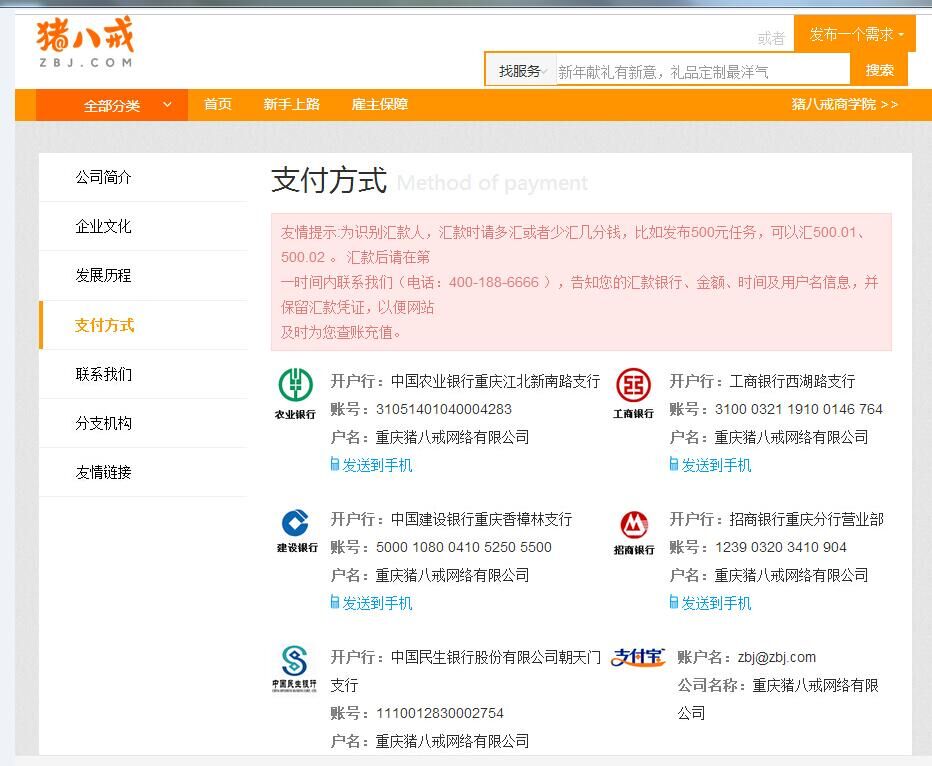 猪八戒
ZBJ.COM
或者
发布一个需求
找服务
新年献礼有新意，礼品定制最洋气
搜索
全部分类
首页
新手上路
雇主保障
猪八戒商学院 >>
公司简介
企业文化
发展历程
支付方式
联系我们
分支机构
友情链接
支付方式 Method of payment
友情提示:为识别汇款人，汇款时请多汇或者少汇几分钱，比如发布500元任务，可以汇500.01、
500.02 。 汇款后请在第
一时间内联系我们（电话：400-188-6666 ），告知您的汇款银行、金额、时间及用户名信息，并
保留汇款凭证，以便网站
及时为您查账充值。
农业银行
开户行：中国农业银行重庆江北新南路支行
账号：31051401040004283
户名：重庆猪八戒网络有限公司
发送到手机
工商银行
开户行：工商银行西湖路支行
账号：3100 0321 1910 0146 764
户名：重庆猪八戒网络有限公司
发送到手机
建设银行
开户行：中国建设银行重庆香樟林支行
账号：5000 1080 0410 5250 5500
户名：重庆猪八戒网络有限公司
发送到手机
招商银行
开户行：招商银行重庆分行营业部
账号：1239 0320 3410 904
户名：重庆猪八戒网络有限公司
发送到手机
中国民生银行
开户行：中国民生银行股份有限公司朝天门
支行
账号：1110012830002754
户名：重庆猪八戒网络有限公司
支付宝
账户名：zbj@zbj.com
公司名称：重庆猪八戒网络有限
公司